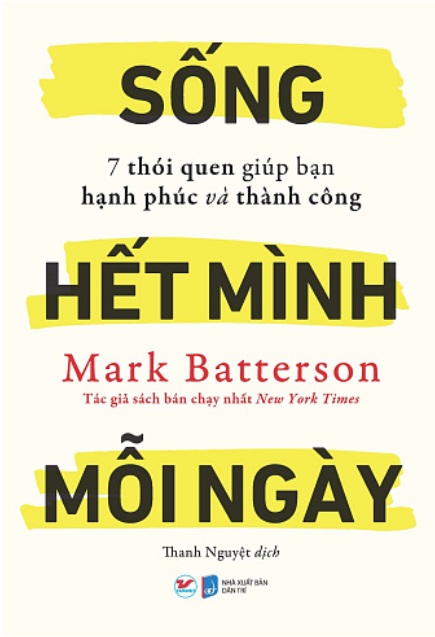 SỐNG
7 thói quen giúp bạn
hạnh phúc và thành công
HẾT MÌNH
Mark Batterson
Tác giả sách bán chạy nhất New York Times
MỖI NGÀY
Thanh Nguyệt dịch
NHÀ XUẤT BẢN
DÂN TRÍ